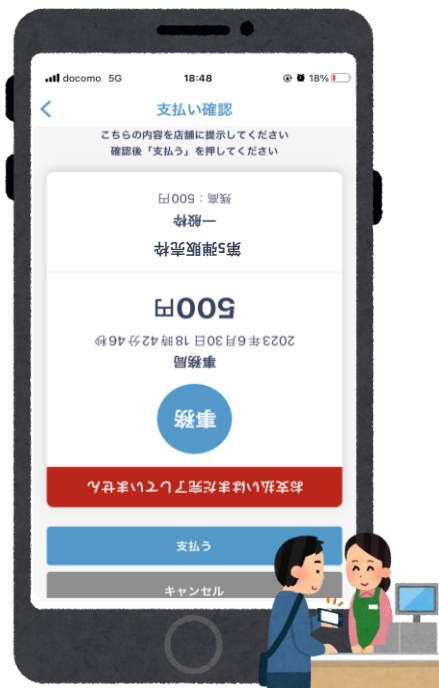 docomo 5G 18:48 18%
支払い確認
こちらの内容を店舗に提示してください
確認後「支払う」を押してください
お支払いはまだ完了していません
事務
事務局
2023年6月30日 18時42分46秒
500円
第5弾販売枠
一般枠
残高：500円
支払う
キャンセル